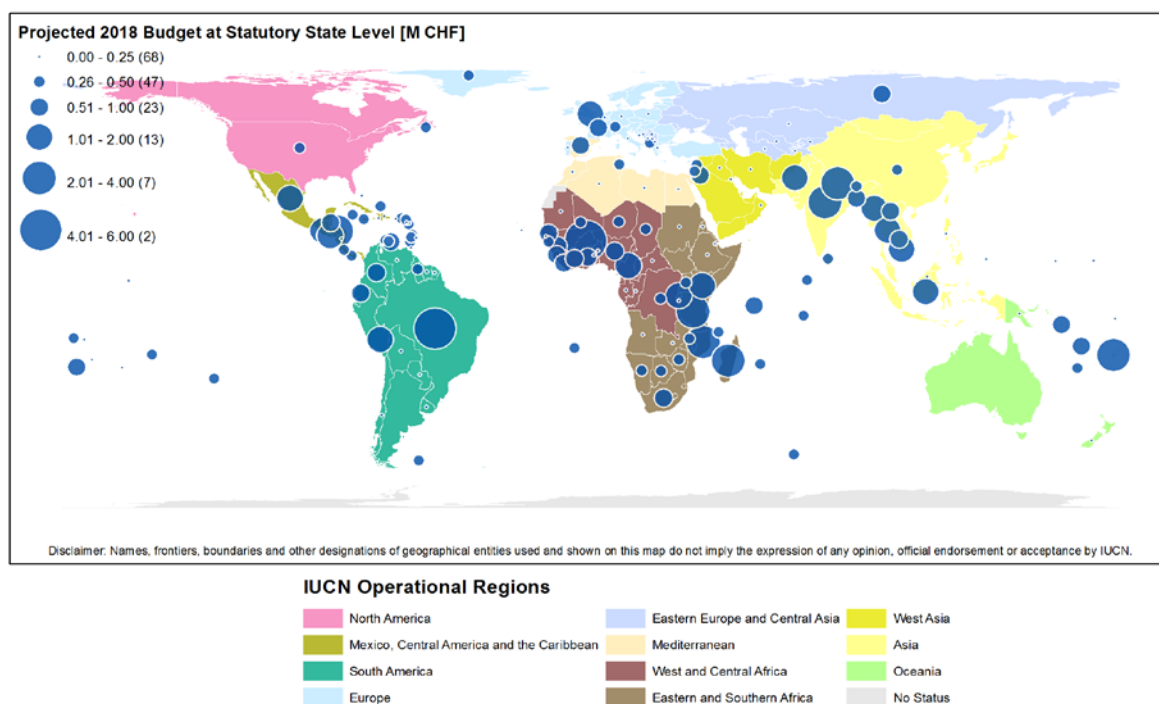 Projected 2018 Budget at Statutory State Level [M CHF]
0.00 - 0.25 (68)
0.26 - 0.50 (47)
0.51 - 1.00 (23)
1.01 - 2.00 (13)
2.01 - 4.00 (7)
4.01 - 6.00 (2)
Disclaimer: Names, frontiers, boundaries and other designations of geographical entities used and shown on this map do not imply the expression of any opinion, official endorsement or acceptance by IUCN.
IUCN Operational Regions
North America
Mexico, Central America and the Caribbean
South America
Europe
Eastern Europe and Central Asia
Mediterranean
West and Central Africa
Eastern and Southern Africa
West Asia
Asia
Oceania
No Status